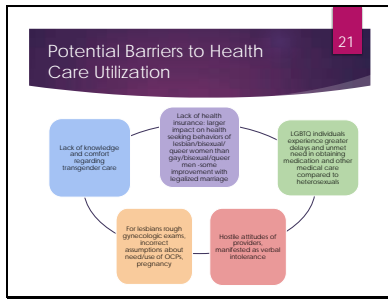 21
Potential Barriers to Health
Care Utilization
Lack of knowledge
and comfort
regarding
transgender care
Lack of health
insurance: larger
impact on health
seeking behaviors of
lesbian/bisexual/
queer women than
gay/bisexual/queer
men -some
improvement with
legalized marriage
LGBTQ individuals
experience greater
delays and unmet
need in obtaining
medication and other
medical care
compared to
heterosexuals
For lesbians rough
gynecologic exams,
incorrect
assumptions about
need/use of OCPs,
pregnancy
Hostile attitudes of
providers,
manifested as verbal
intolerance